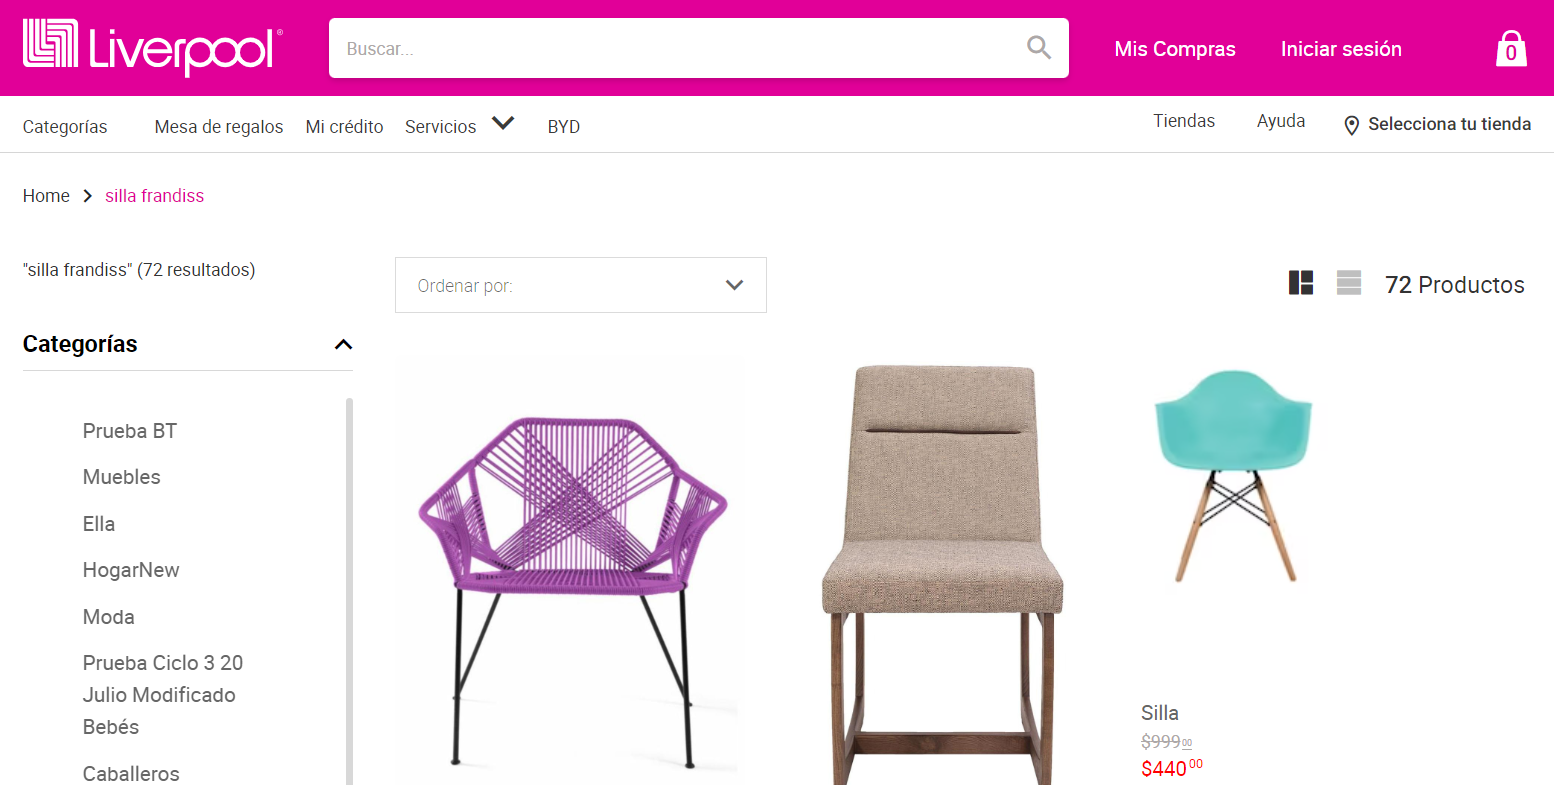 Liverpool®
Buscar...
Mis Compras
Iniciar sesión
0
Categorías
Mesa de regalos
Mi crédito
Servicios
BYD
Tiendas
Ayuda
Selecciona tu tienda
Home
silla frandiss
"silla frandiss" (72 resultados)
Ordenar por:
72 Productos
Categorías
Prueba BT
Muebles
Ella
HogarNew
Moda
Prueba Ciclo 3 20
Julio Modificado
Bebés
Caballeros
Silla
$999 00
$440 00